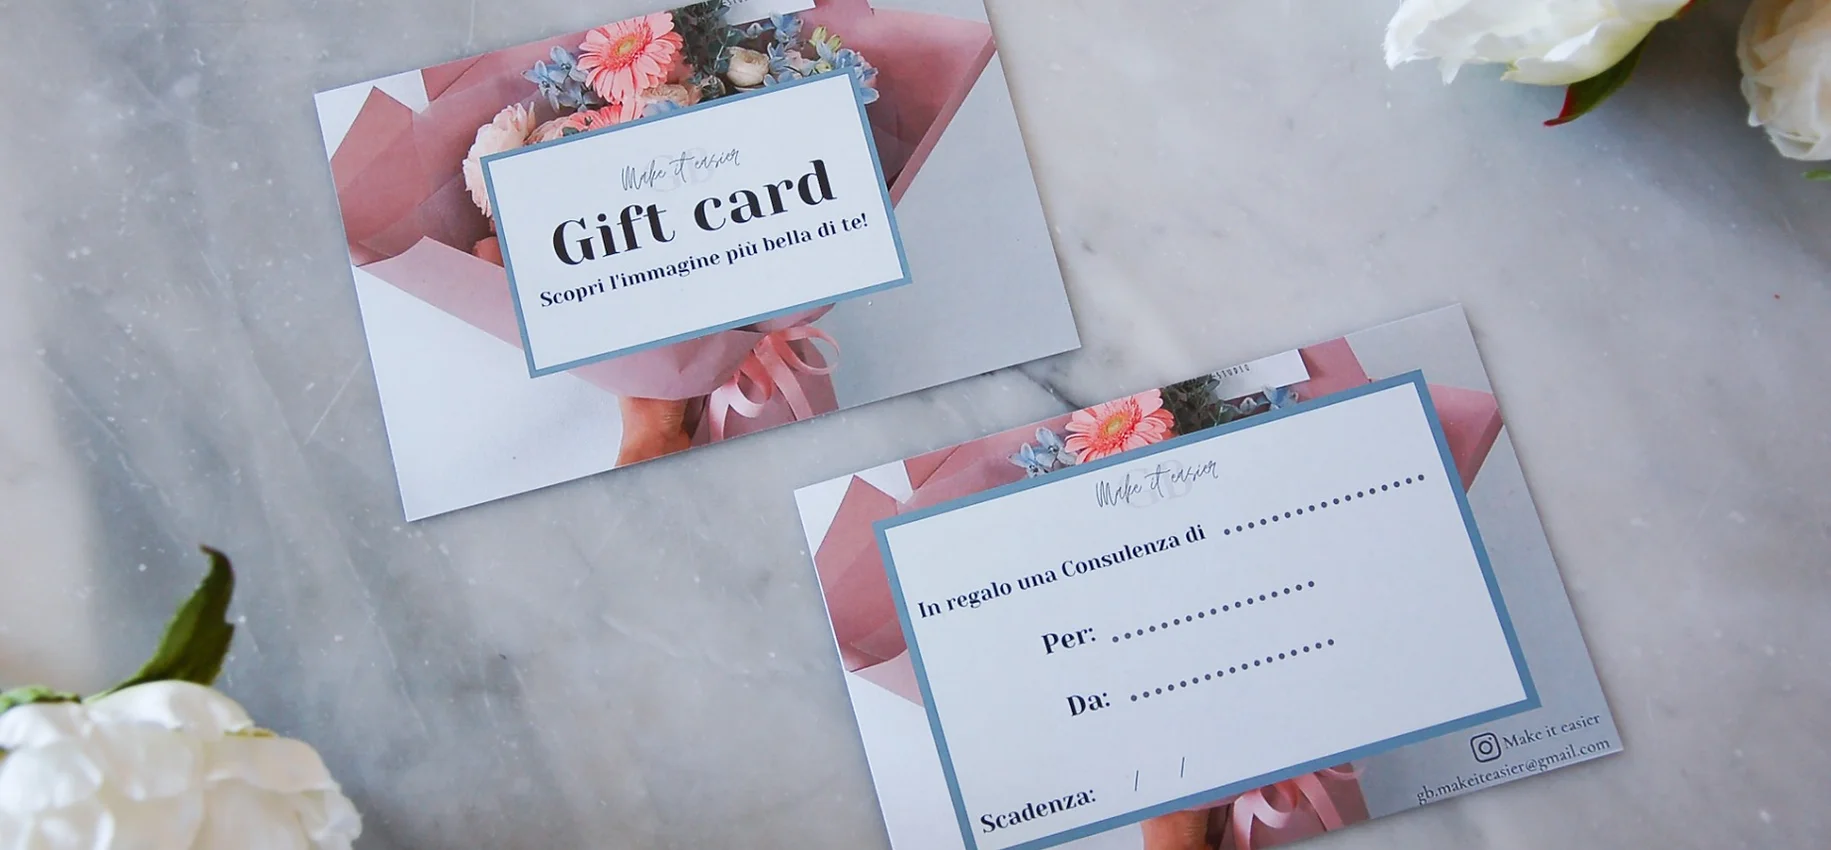 Make it easier
Gift card
Scopri l'immagine più bella di te!
STUDIO
Make it easier
In regalo una Consulenza di ....................
Per: ....................
Da: ....................
Scadenza: / /
Make it easier
gb.makeiteasier@gmail.com